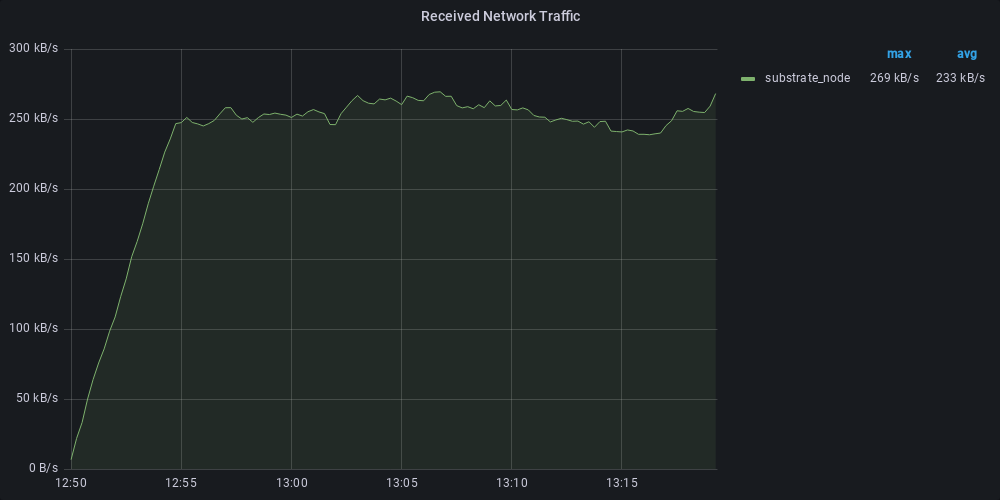 Received Network Traffic
300 kB/s
250 kB/s
200 kB/s
150 kB/s
100 kB/s
50 kB/s
0 B/s
12:50 12:55 13:00 13:05 13:10 13:15
max avg
substrate_node 269 kB/s 233 kB/s